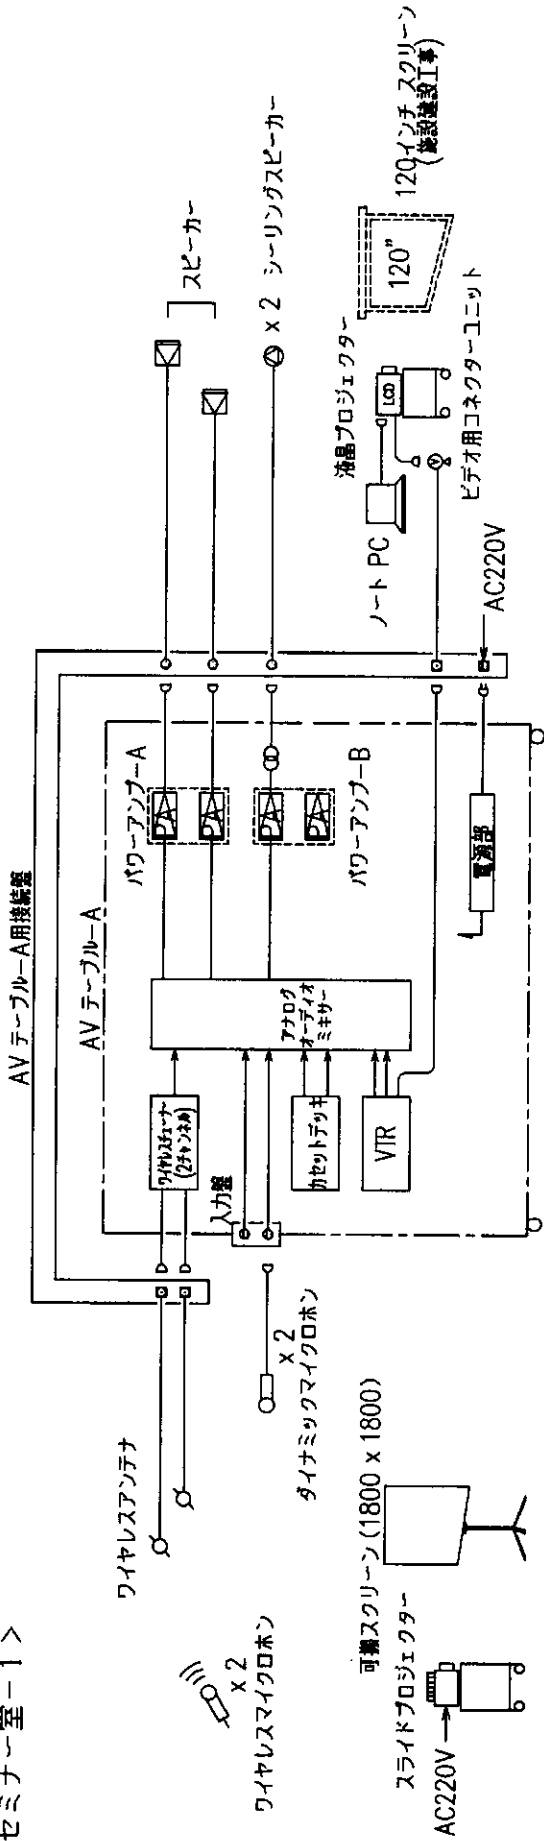 セミナー室－1＞
AVテーブル－A用接続盤
AVテーブル－A
ワイヤレスアンテナ
ワイヤレスチューナー
(2チャンネル)
入力盤
カセットデッキ
VTR
アナログ
オーディオ
ミキサー
パワーアンプ－A
PA
PA
PA
PA
パワーアンプ－B
電源部
AC220V
スピーカー
x 2 シーリングスピーカー
液晶プロジェクター
ノートPC
LCD
V
ビデオ用コネクターユニット
120"
120インチ スクリーン
(施設建設工事)
x 2
ワイヤレスマイクロホン
x 2
ダイナミックマイクロホン
可搬スクリーン (1800 x 1800)
スライドプロジェクター
AC220V